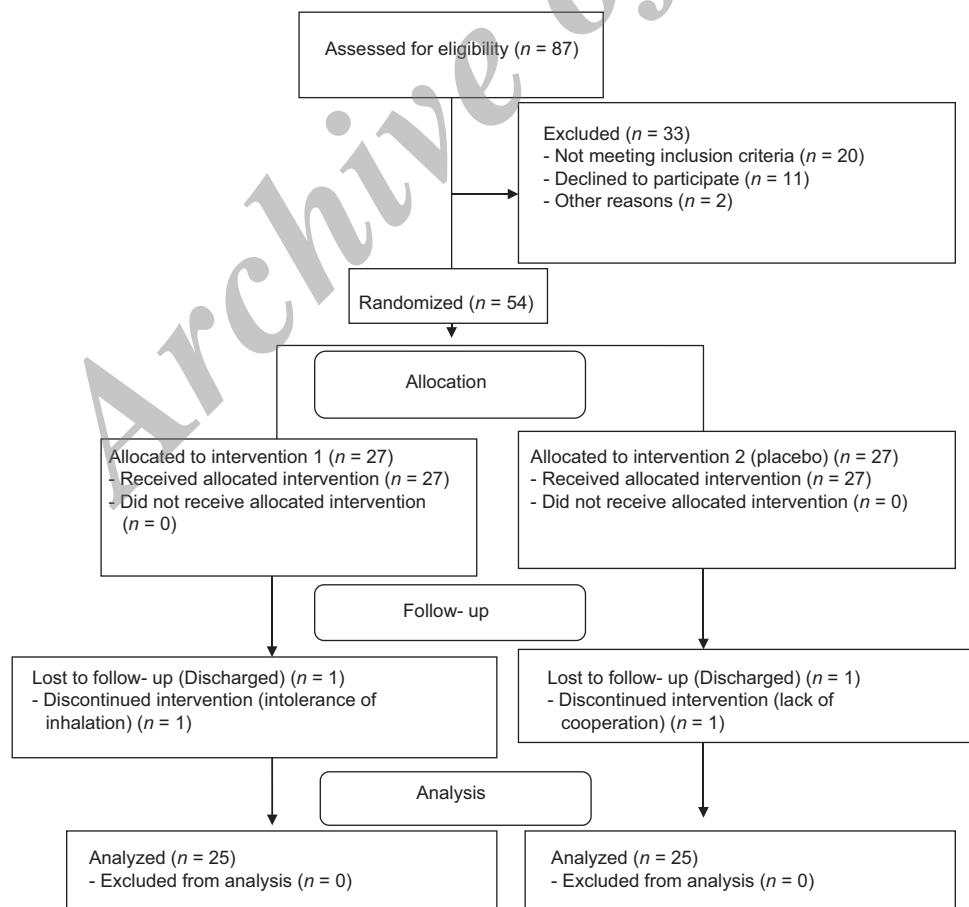 Assessed for eligibility (n = 87)
Excluded (n = 33)
- Not meeting inclusion criteria (n = 20)
- Declined to participate (n = 11)
- Other reasons (n = 2)
Randomized (n = 54)
Allocation
Allocated to intervention 1 (n = 27)
- Received allocated intervention (n = 27)
- Did not receive allocated intervention
(n = 0)
Allocated to intervention 2 (placebo) (n = 27)
- Received allocated intervention (n = 27)
- Did not receive allocated intervention (n = 0)
Follow- up
Lost to follow- up (Discharged) (n = 1)
- Discontinued intervention (intolerance of
inhalation) (n = 1)
Lost to follow-up (Discharged) (n = 1)
- Discontinued intervention (lack of
cooperation) (n = 1)
Analysis
Analyzed (n = 25)
- Excluded from analysis (n = 0)
Analyzed (n = 25)
- Excluded from analysis (n = 0)
Archive of